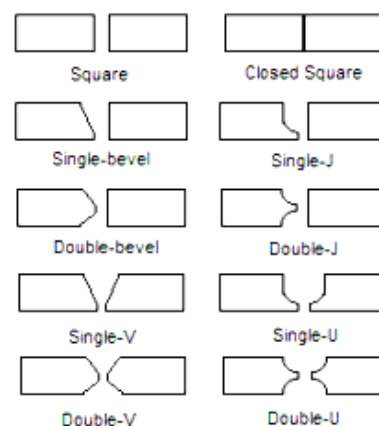 Square
Closed Square
Single-bevel
Single-J
Double-bevel
Double-J
Single-V
Single-U
Double-V
Double-U